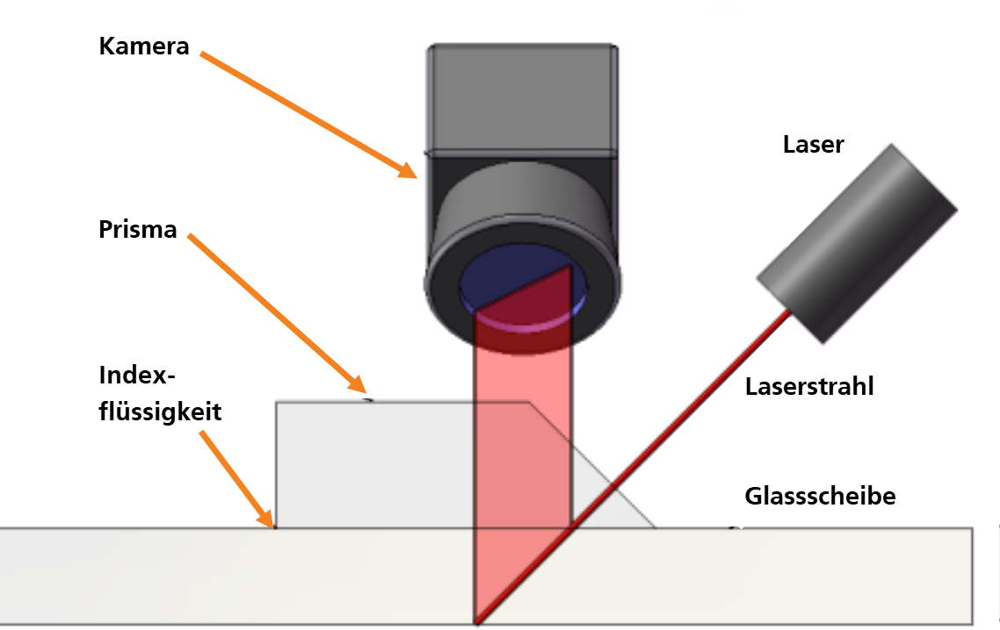 Kamera
Laser
Prisma
Index-
flüssigkeit
Laserstrahl
Glassscheibe